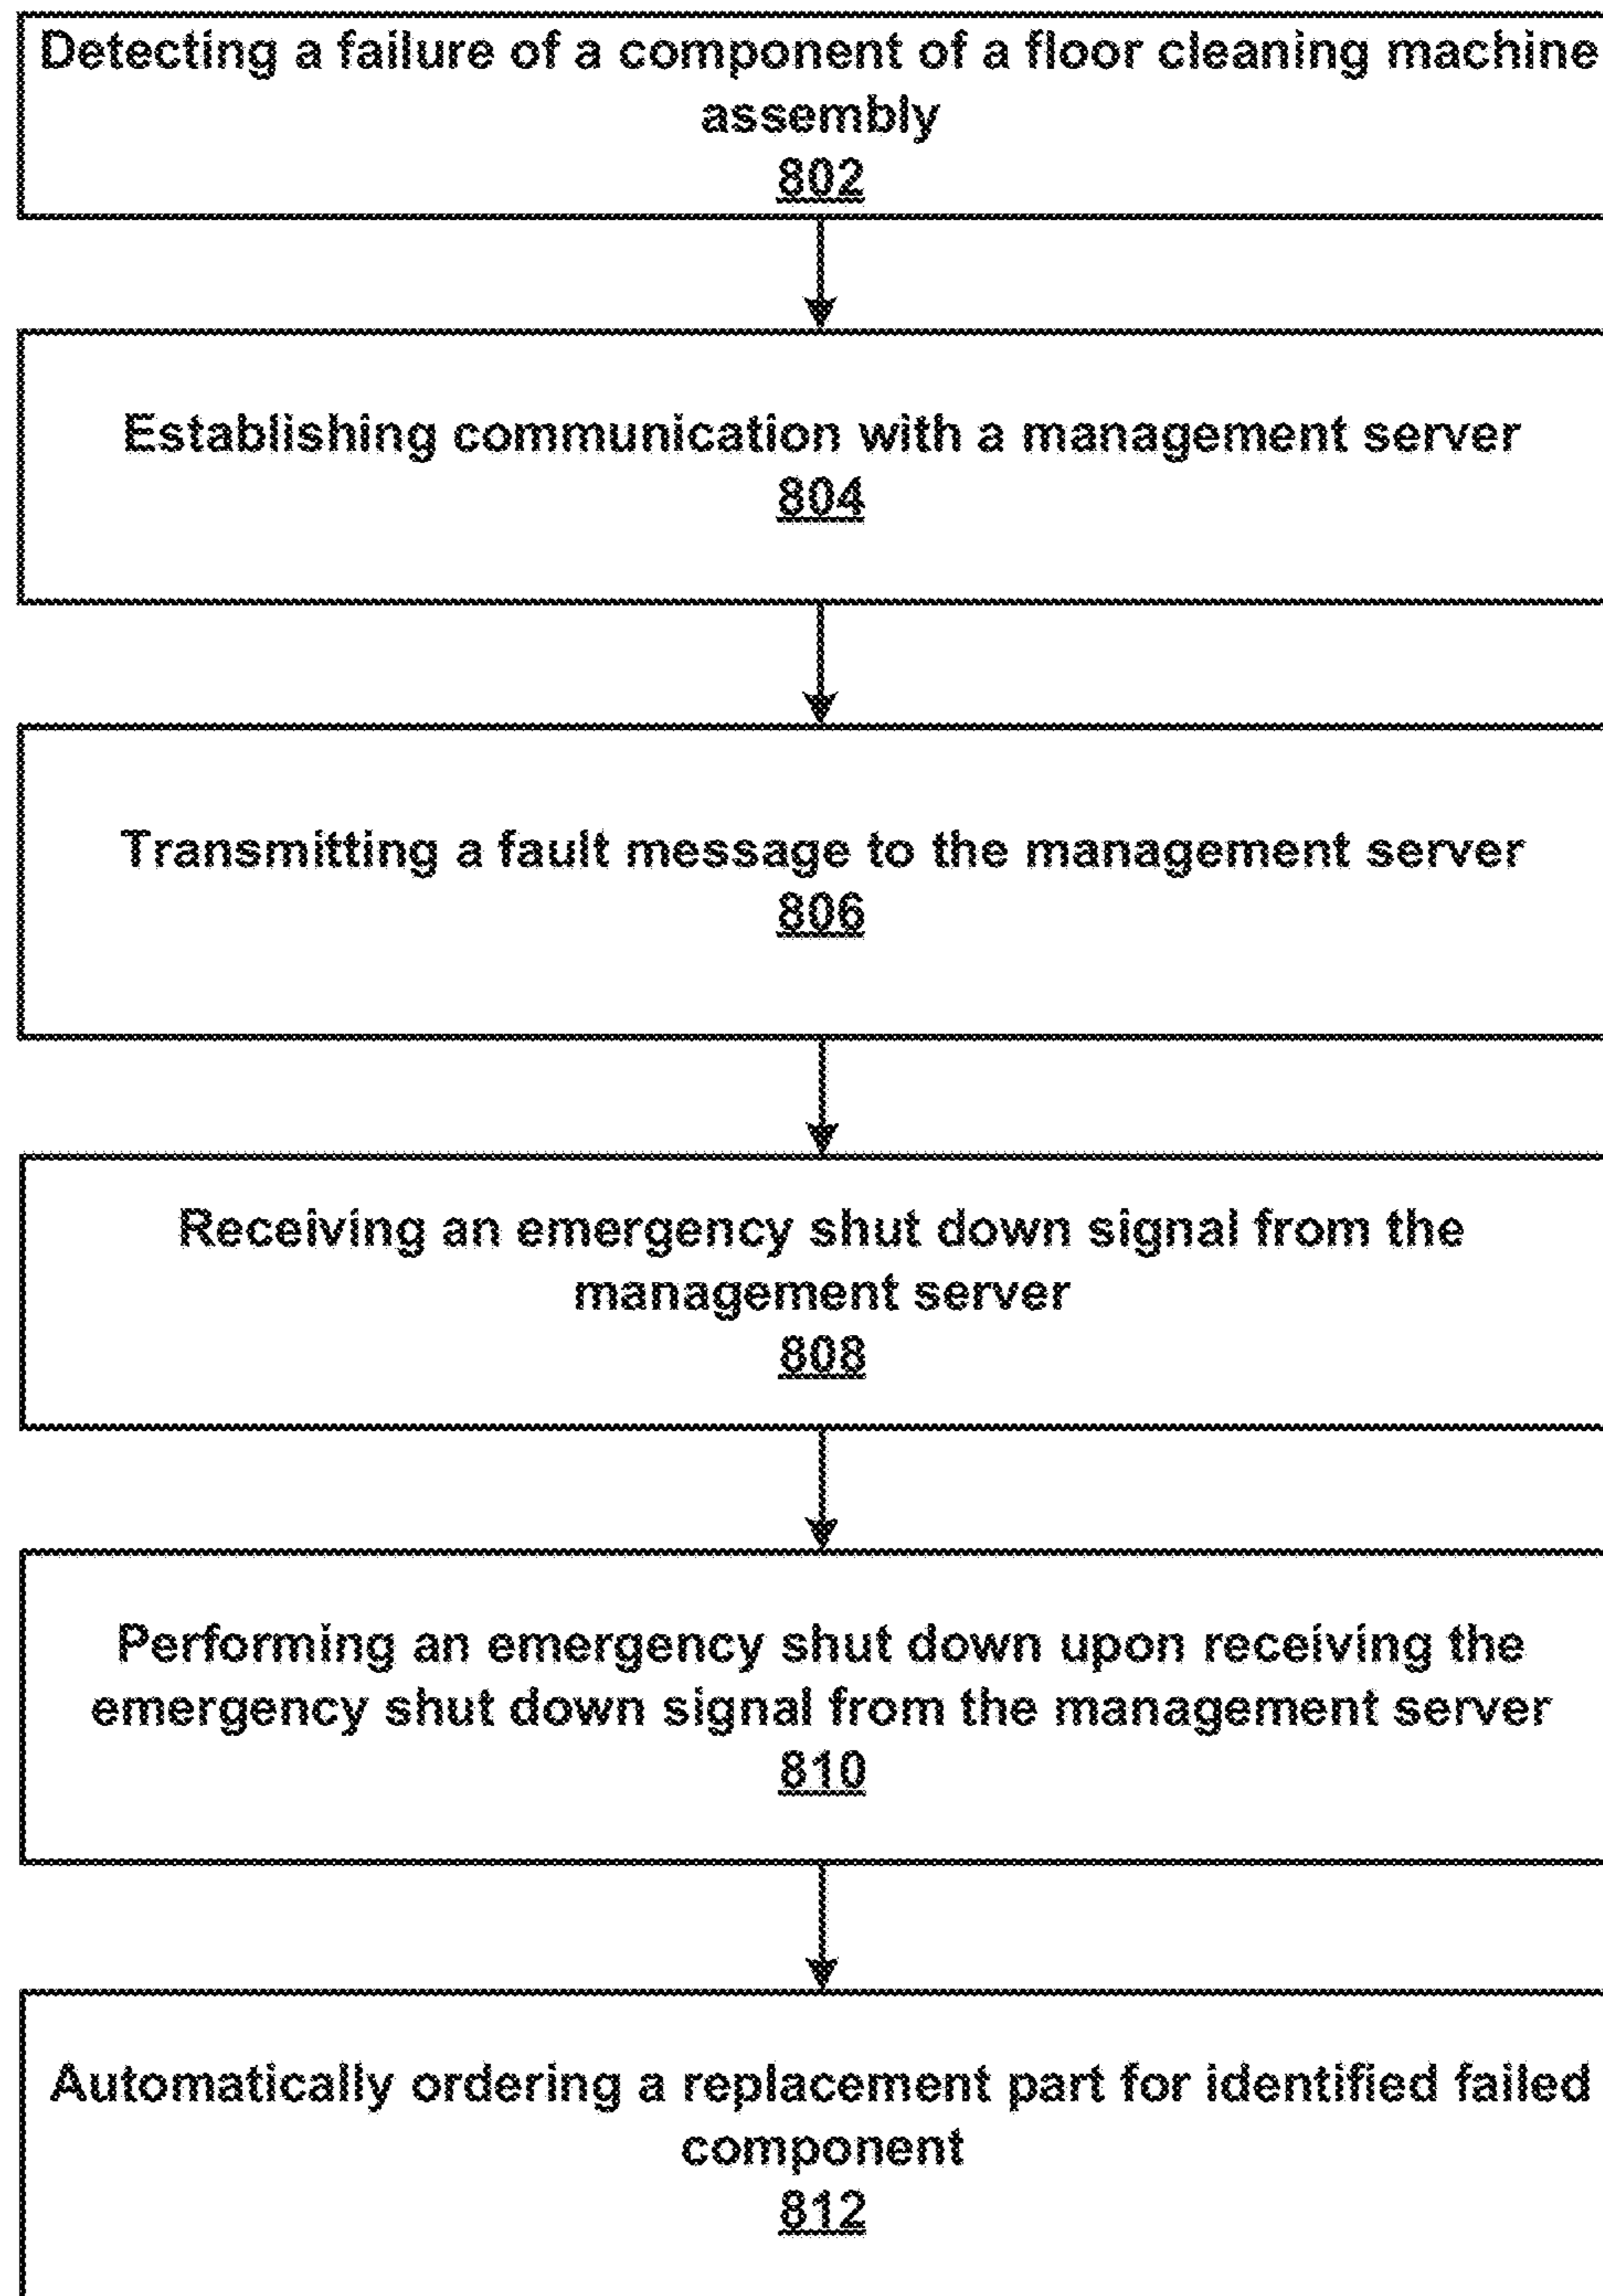 Detecting a failure of a component of a floor cleaning machine
assembly
802
Establishing communication with a management server
804
Transmitting a fault message to the management server
806
Receiving an emergency shut down signal from the
management server
808
Performing an emergency shut down upon receiving the
emergency shut down signal from the management server
810
Automatically ordering a replacement part for identified failed
component
812